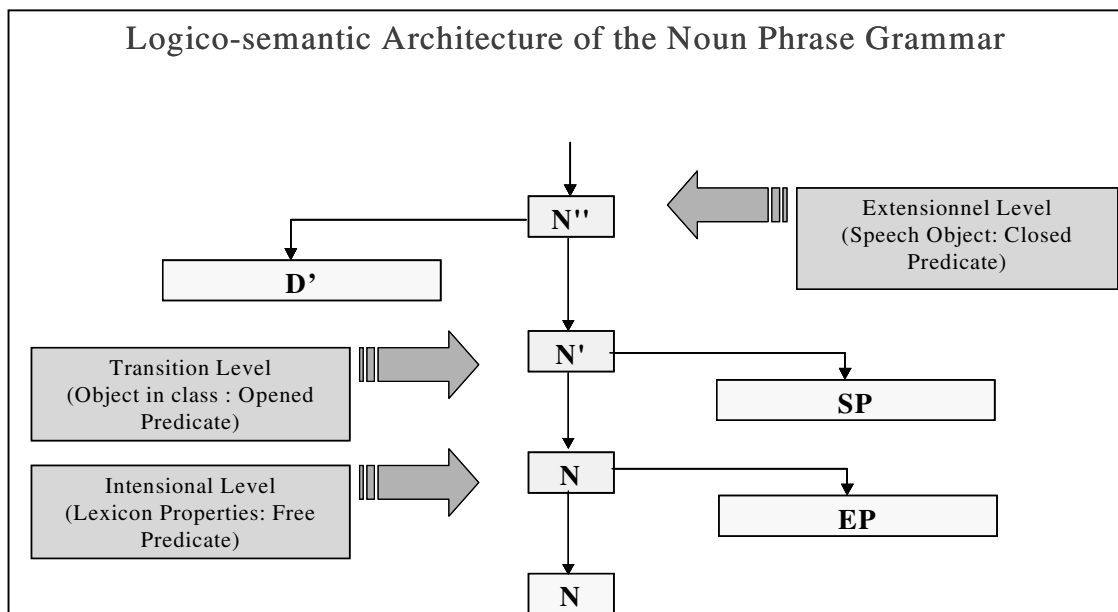 Logico-semantic Architecture of the Noun Phrase Grammar
N''
Extensionnel Level
(Speech Object: Closed
Predicate)
D’
Transition Level
(Object in class : Opened
Predicate)
N'
SP
Intensional Level
(Lexicon Properties: Free
Predicate)
N
EP
N